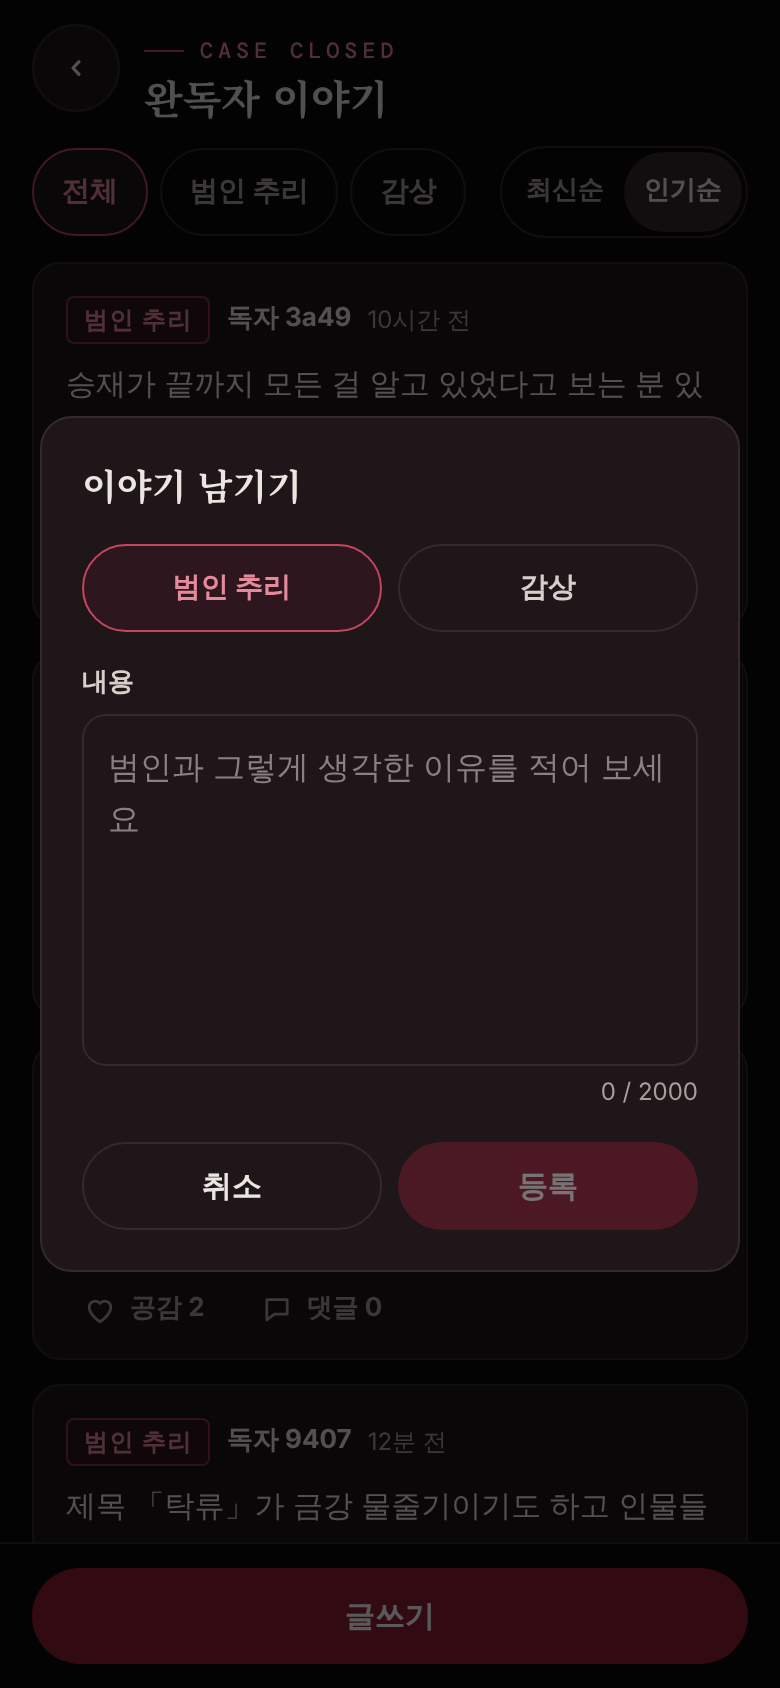 CASE CLOSED
완독자 이야기
전체 범인 추리 감상 최신순 인기순
범인 추리 독자 3a49 10시간 전
승재가 끝까지 모든 걸 알고 있었다고 보는 분 있
이야기 남기기
범인 추리 감상
내용
범인과 그렇게 생각한 이유를 적어 보세
요
0 / 2000
취소 등록
공감 2 댓글 0
범인 추리 독자 9407 12분 전
제목 「탁류」가 금강 물줄기이기도 하고 인물들
글쓰기